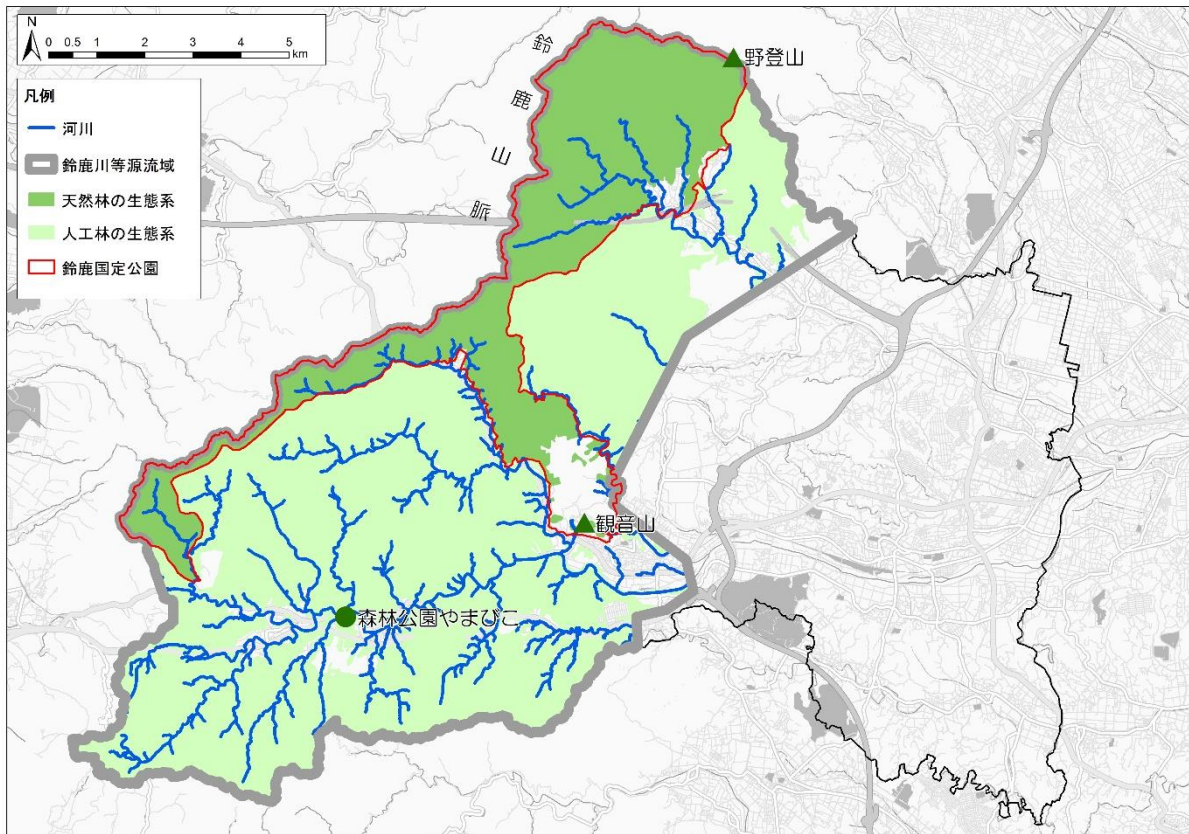 N
0 0.5 1 2 3 4 5
km
凡例
河川
鈴鹿川等源流域
天然林の生態系
人工林の生態系
鈴鹿国定公園
鈴鹿山脈
野登山
観音山
森林公園やまびこ